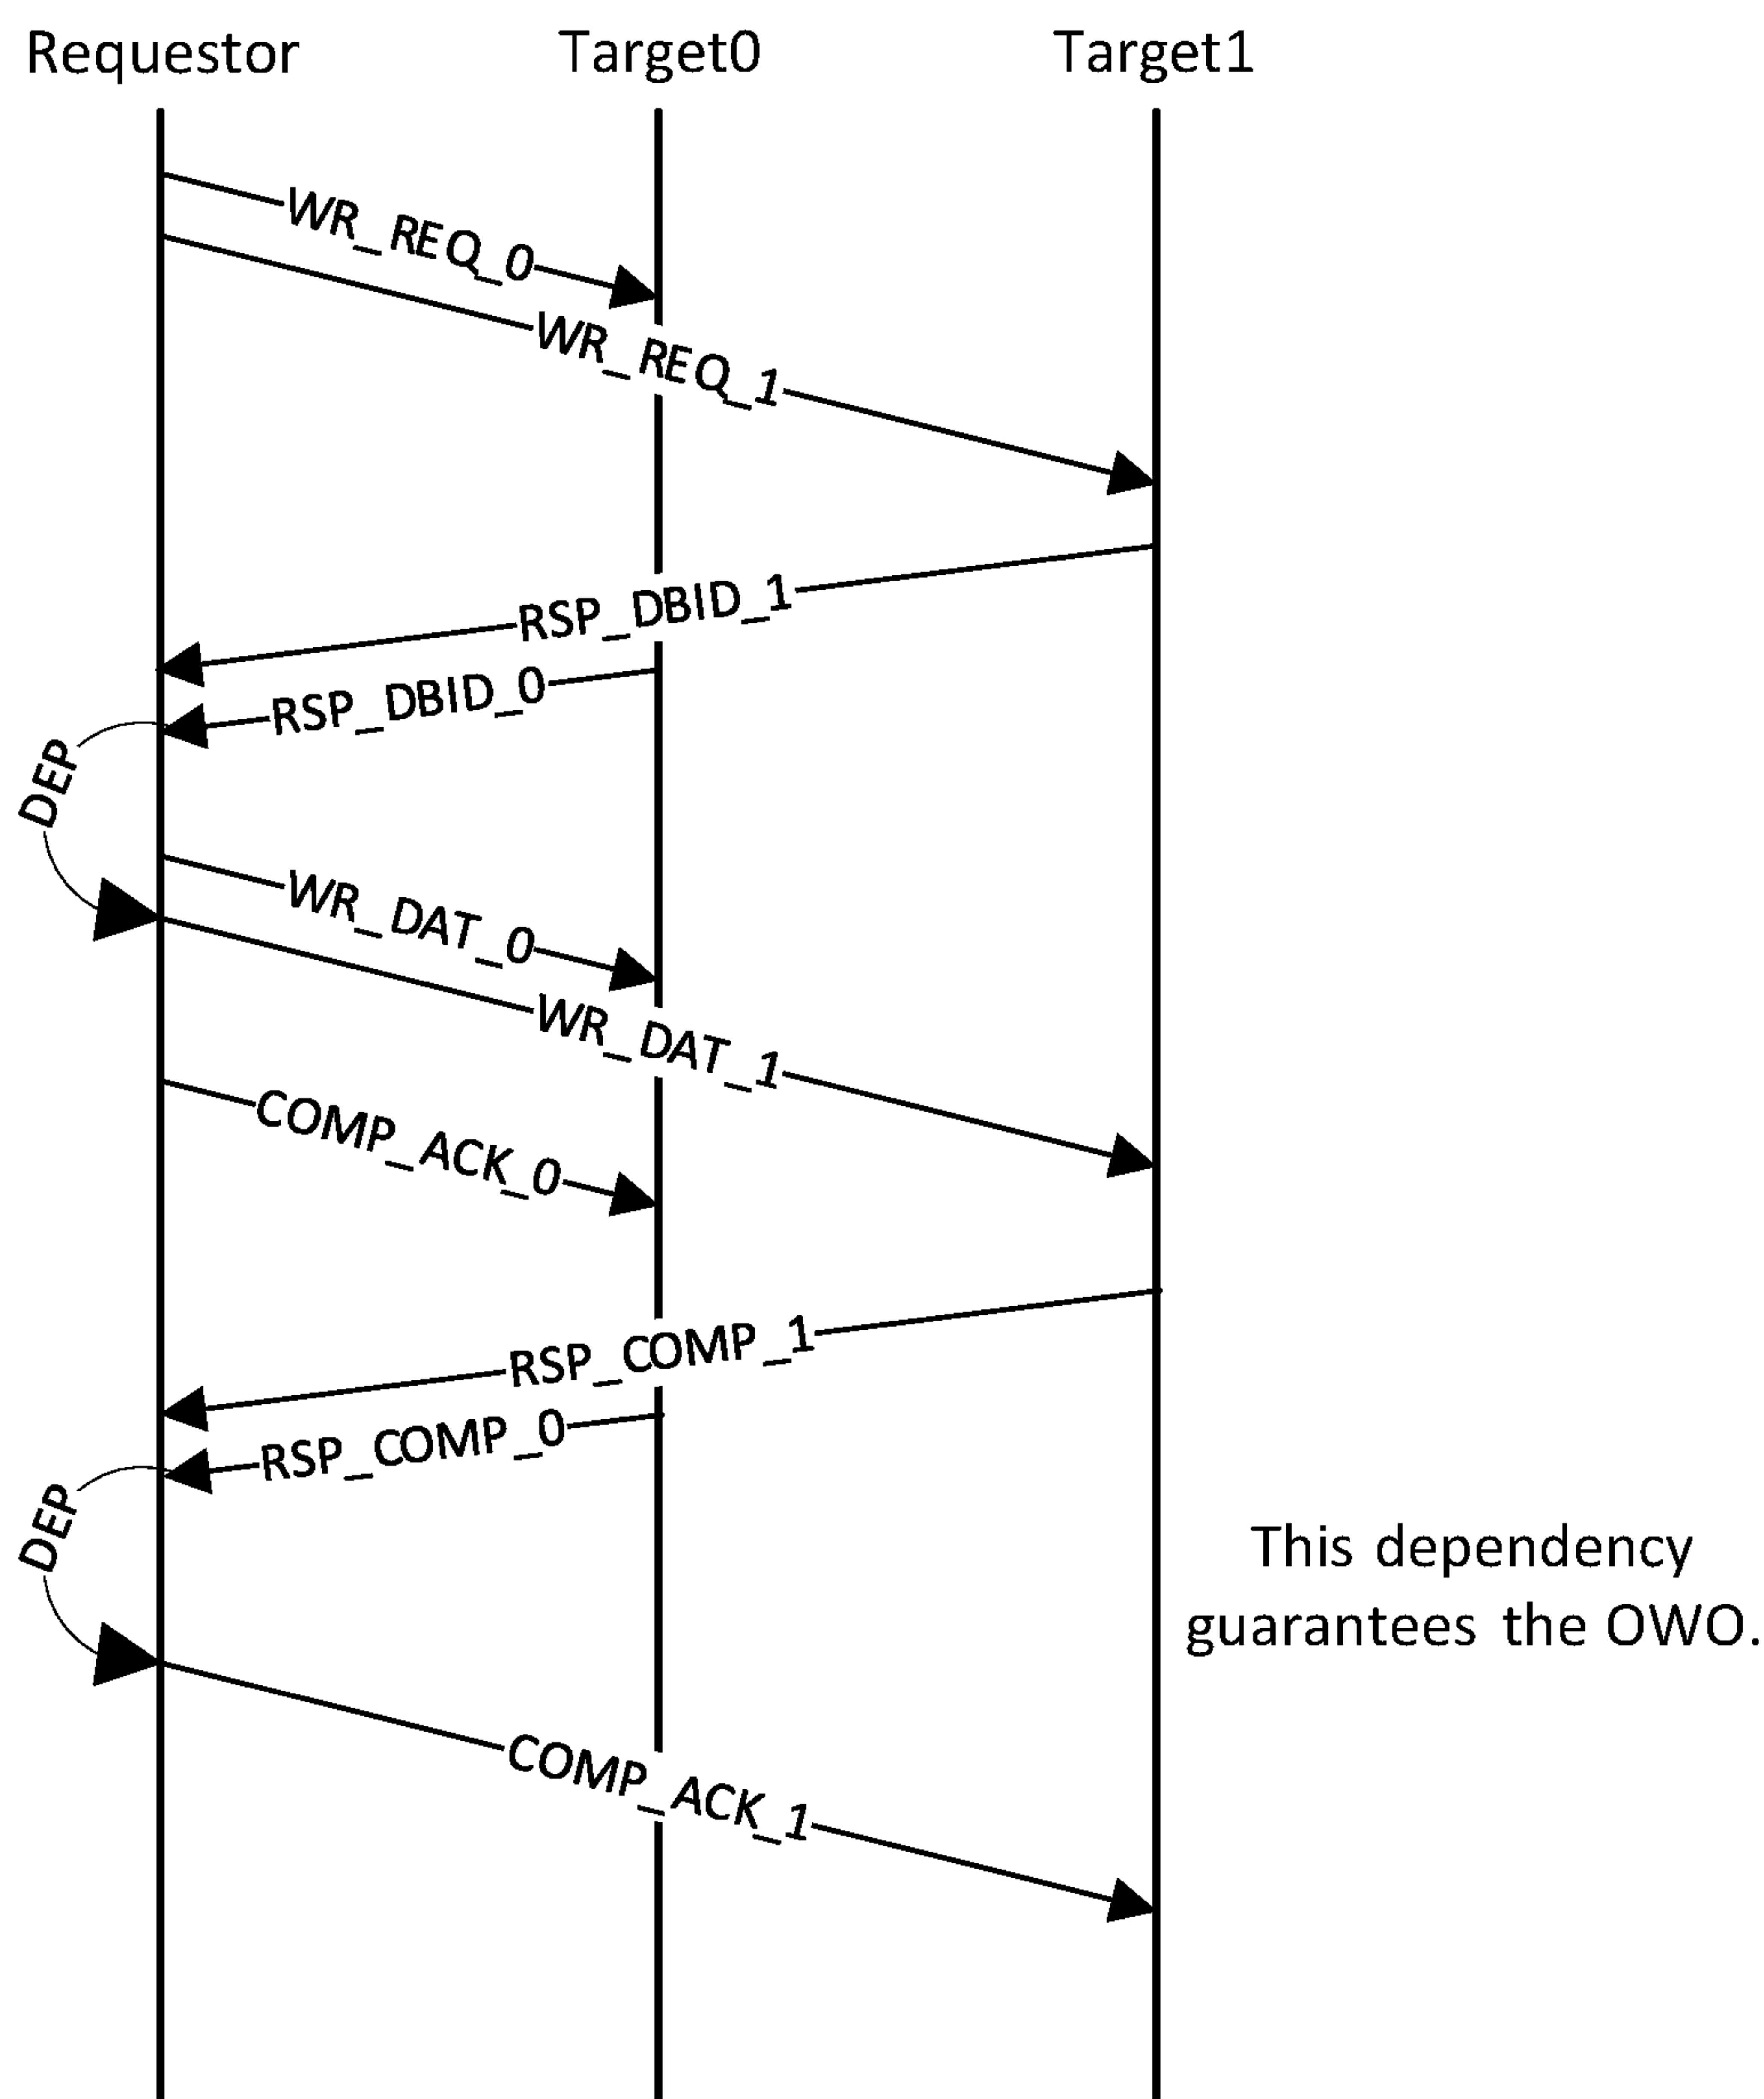 Requestor
Target0
Target1
WR_REQ_0
WR_REQ_1
RSP_DBID_1
RSP_DBID_0
DEP
WR_DAT_0
WR_DAT_1
COMP_ACK_0
RSP_COMP_1
RSP_COMP_0
DEP
This dependency
guarantees the OWO.
COMP_ACK_1